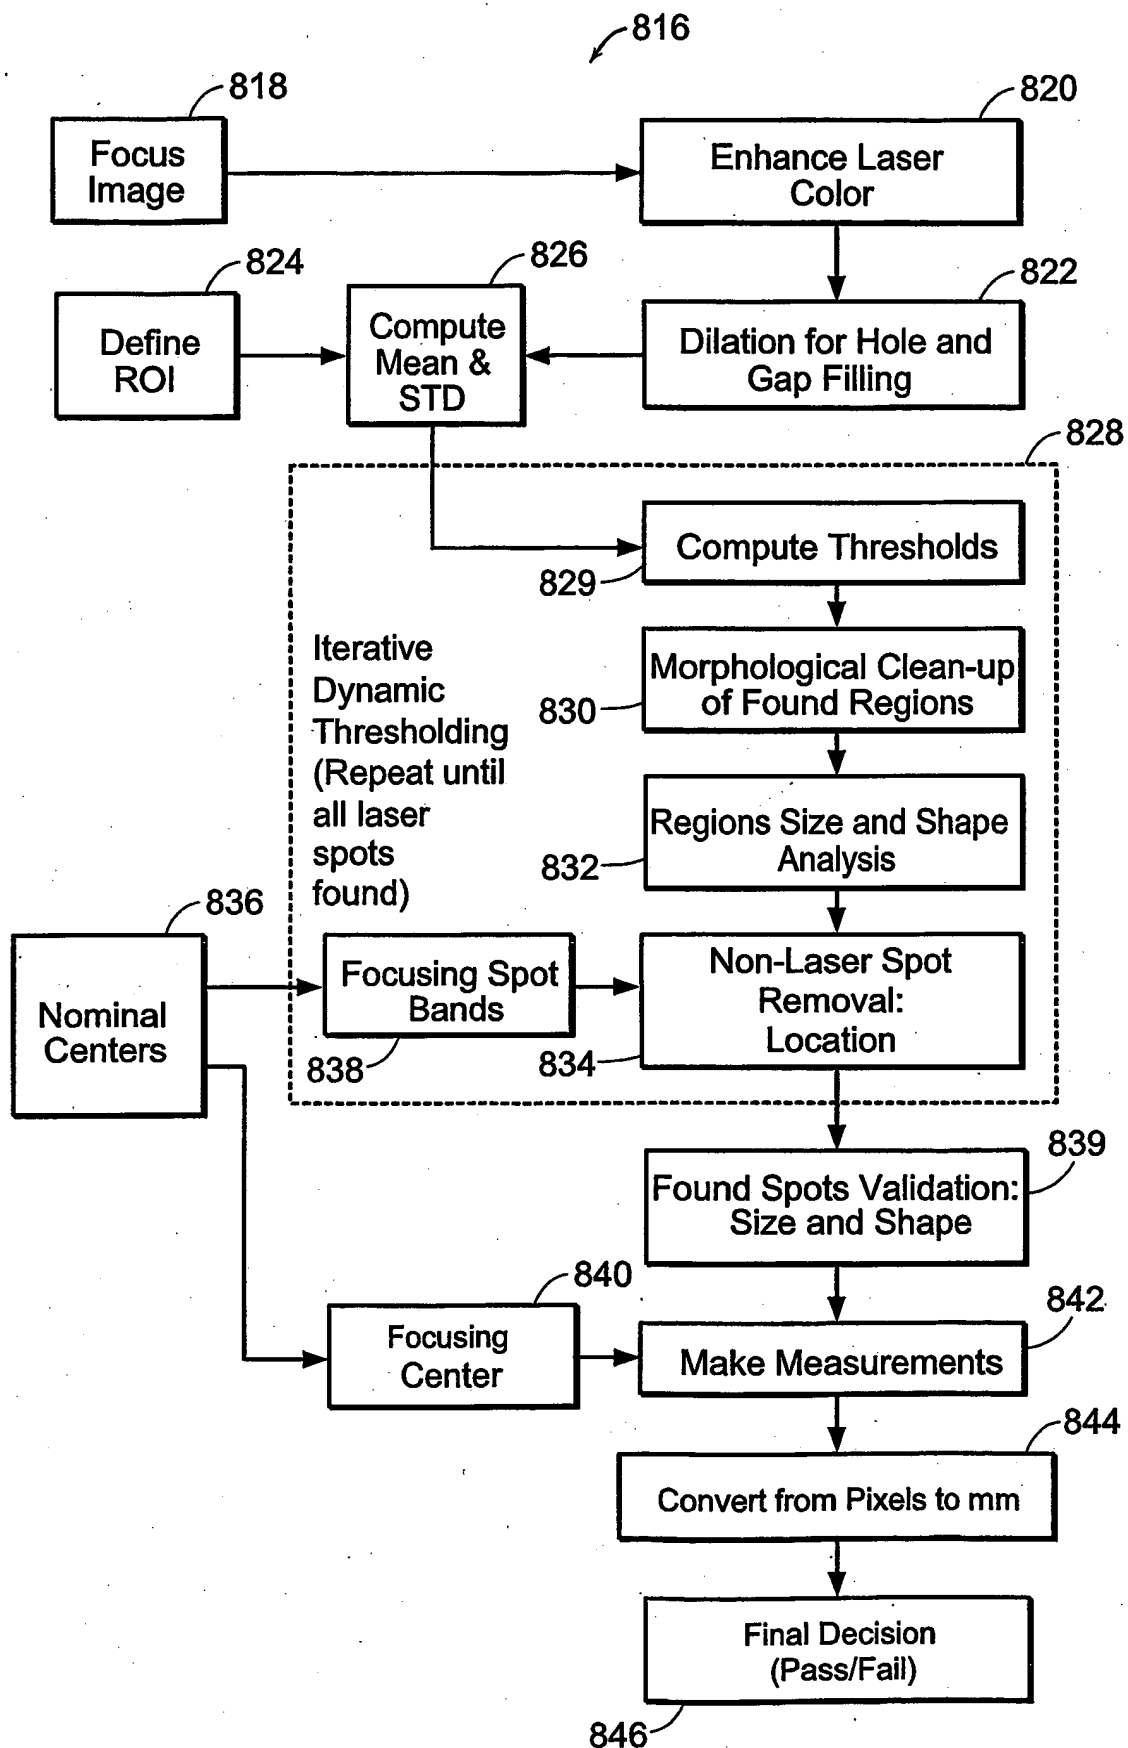 816
818
820
Focus
Image
Enhance Laser
Color
824
826
822
Define
ROI
Compute
Mean &
STD
Dilation for Hole and
Gap Filling
828
Compute Thresholds
829
Iterative
Dynamic
Thresholding
(Repeat until
all laser
spots
found)
Morphological Clean-up
of Found Regions
830
Regions Size and Shape
Analysis
832
836
Nominal
Centers
Focusing Spot
Bands
838
Non-Laser Spot
Removal:
Location
834
839
Found Spots Validation:
Size and Shape
840
842
Focusing
Center
Make Measurements
844
Convert from Pixels to mm
Final Decision
(Pass/Fail)
846